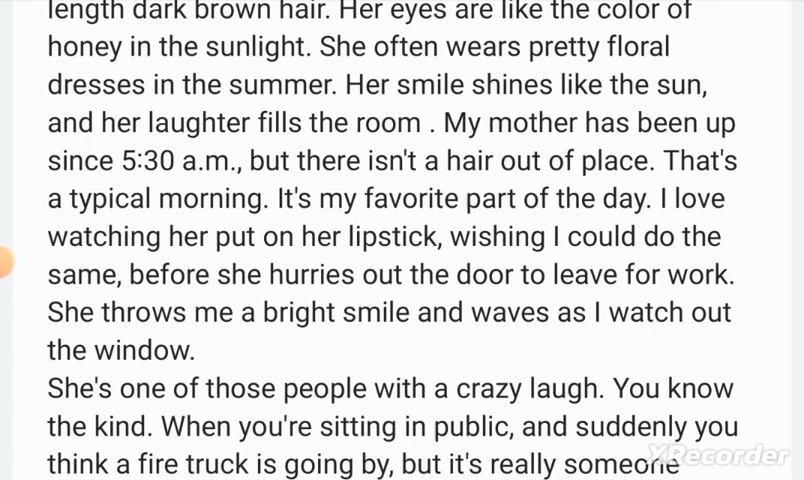 length dark brown hair. Her eyes are like the color of
honey in the sunlight. She often wears pretty floral
dresses in the summer. Her smile shines like the sun,
and her laughter fills the room . My mother has been up
since 5:30 a.m., but there isn't a hair out of place. That's
a typical morning. It's my favorite part of the day. I love
watching her put on her lipstick, wishing I could do the
same, before she hurries out the door to leave for work.
She throws me a bright smile and waves as I watch out
the window.
She's one of those people with a crazy laugh. You know
the kind. When you're sitting in public, and suddenly you
think a fire truck is going by, but it's really someone
XRecorder